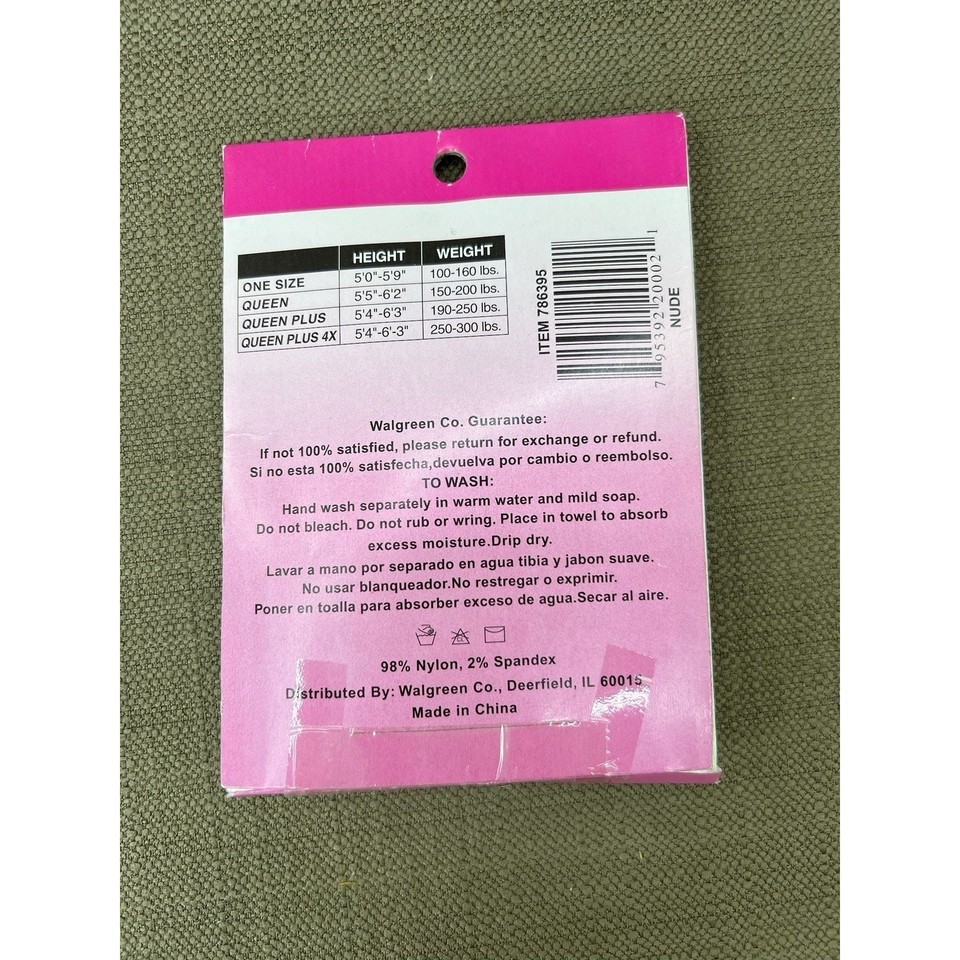 HEIGHT WEIGHT
ONE SIZE 5'0"-5'9" 100-160 lbs.
QUEEN 5'5"-6'2" 150-200 lbs.
QUEEN PLUS 5'4"-6'3" 190-250 lbs.
QUEEN PLUS 4X 5'4"-6'-3" 250-300 lbs.
ITEM 786395
7 95392 20002 1
NUDE
Walgreen Co. Guarantee:
If not 100% satisfied, please return for exchange or refund.
Si no esta 100% satisfecha,devuelva por cambio o reembolso.
TO WASH:
Hand wash separately in warm water and mild soap.
Do not bleach. Do not rub or wring. Place in towel to absorb
excess moisture.Drip dry.
Lavar a mano por separado en agua tibia y jabon suave.
No usar blanqueador.No restregar o exprimir.
Poner en toalla para absorber exceso de agua.Secar al aire.
CL
98% Nylon, 2% Spandex
Distributed By: Walgreen Co., Deerfield, IL 60015
Made in China